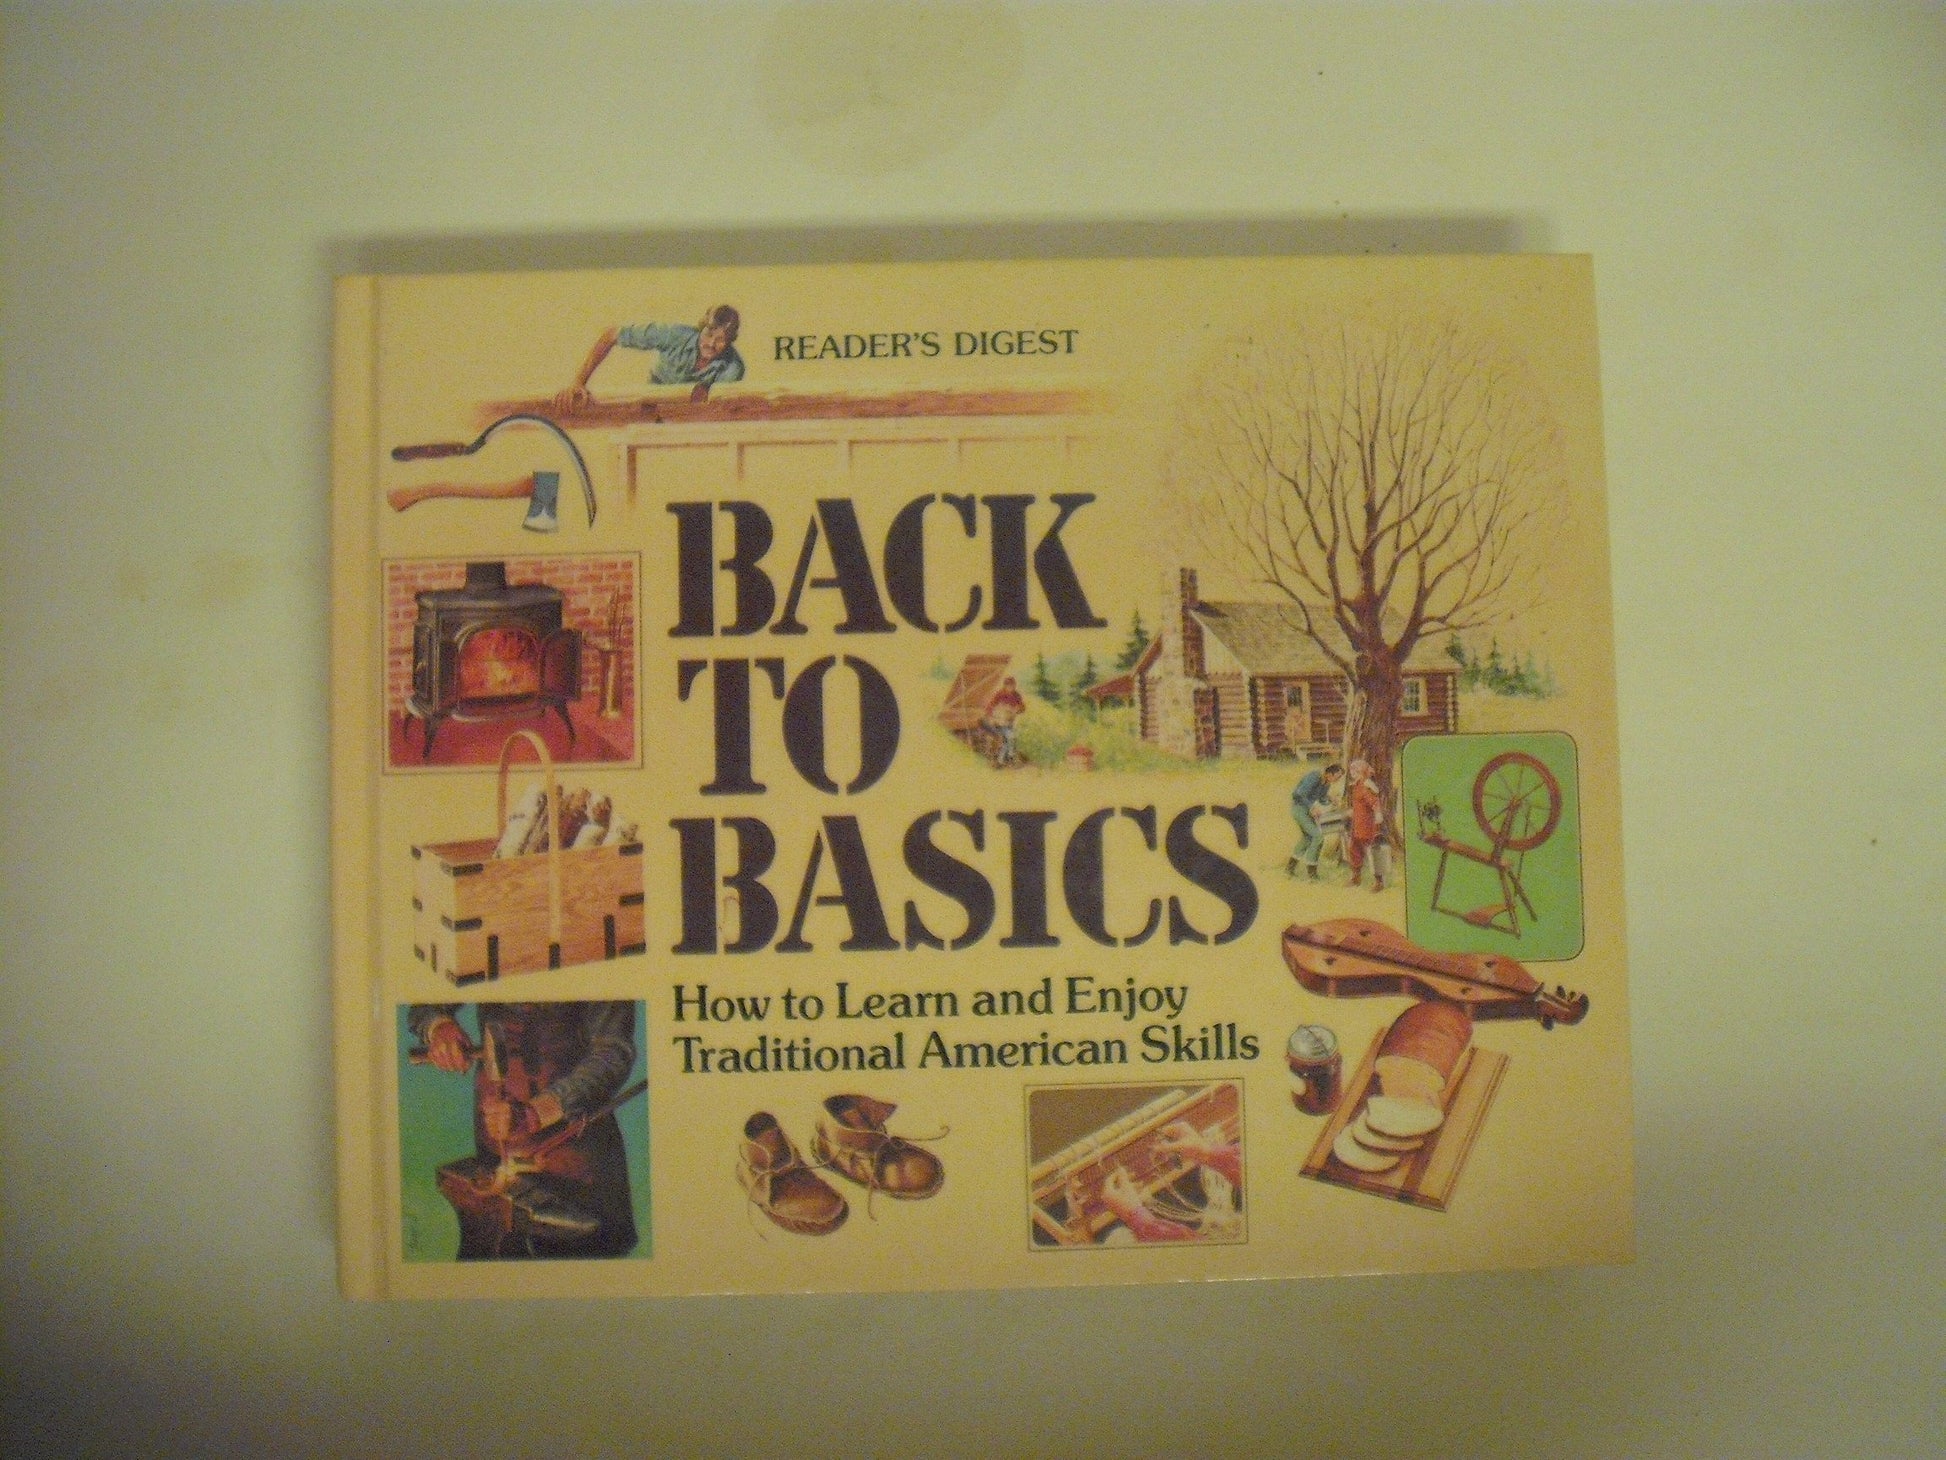 READER'S DIGEST
BACK
TO
BASICS
How to Learn and Enjoy
Traditional American Skills